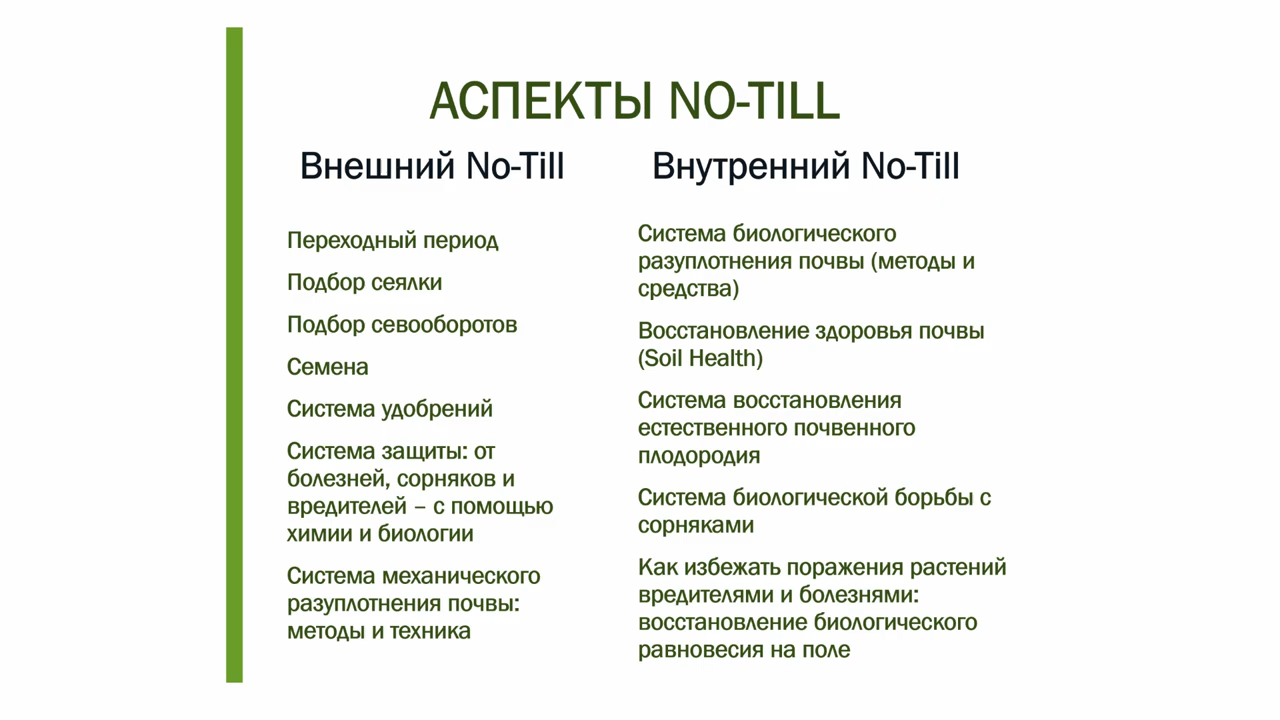 АСПЕКТЫ NO-TILL
Внешний No-Till
Переходный период
Подбор сеялки
Подбор севооборотов
Семена
Система удобрений
Система защиты: от
болезней, сорняков и
вредителей – с помощью
химии и биологии
Система механического
разуплотнения почвы:
методы и техника
Внутренний No-Till
Система биологического
разуплотнения почвы (методы и
средства)
Восстановление здоровья почвы
(Soil Health)
Система восстановления
естественного почвенного
плодородия
Система биологической борьбы с
сорняками
Как избежать поражения растений
вредителями и болезнями:
восстановление биологического
равновесия на поле